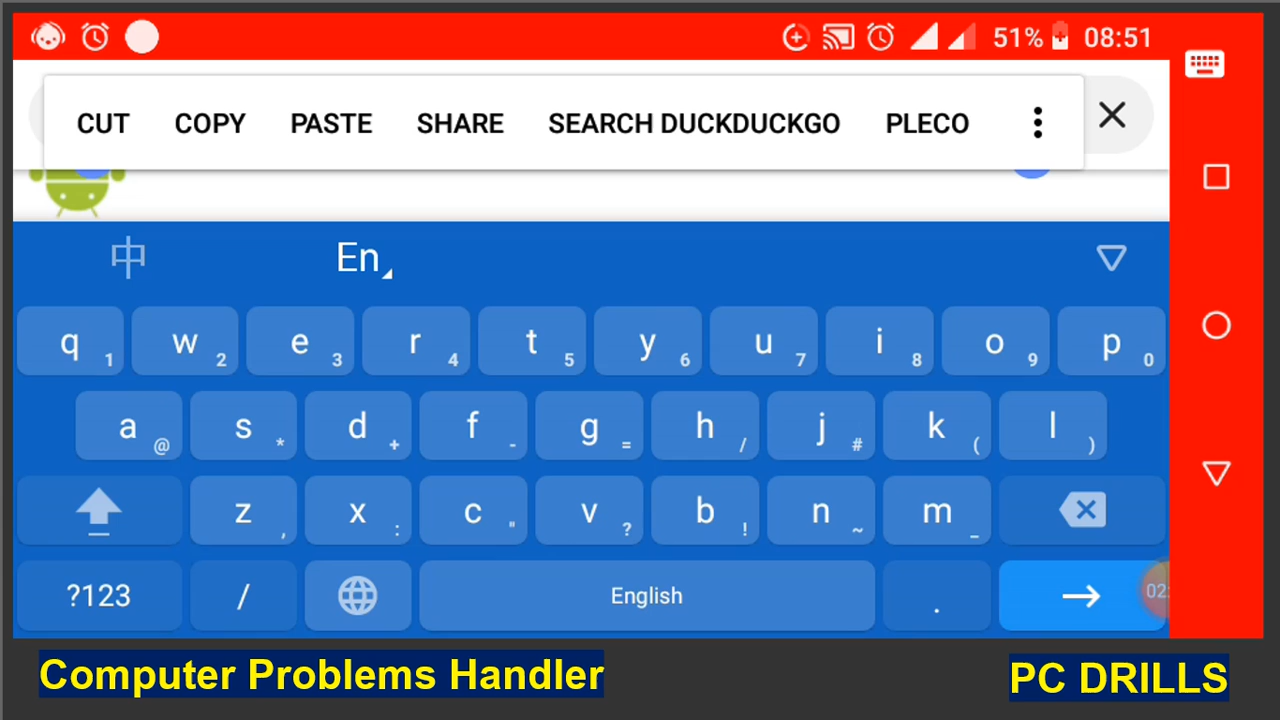 51% 08:51
CUT COPY PASTE SHARE SEARCH DUCKDUCKGO PLECO
中 En
q 1 w 2 e 3 r 4 t 5 y 6 u 7 i 8 o 9 p 0
a @ s * d + f - g = h / j # k ( l )
z , x : c " v ? b ! n ~ m _
?123 / English .
02:
Computer Problems Handler PC DRILLS